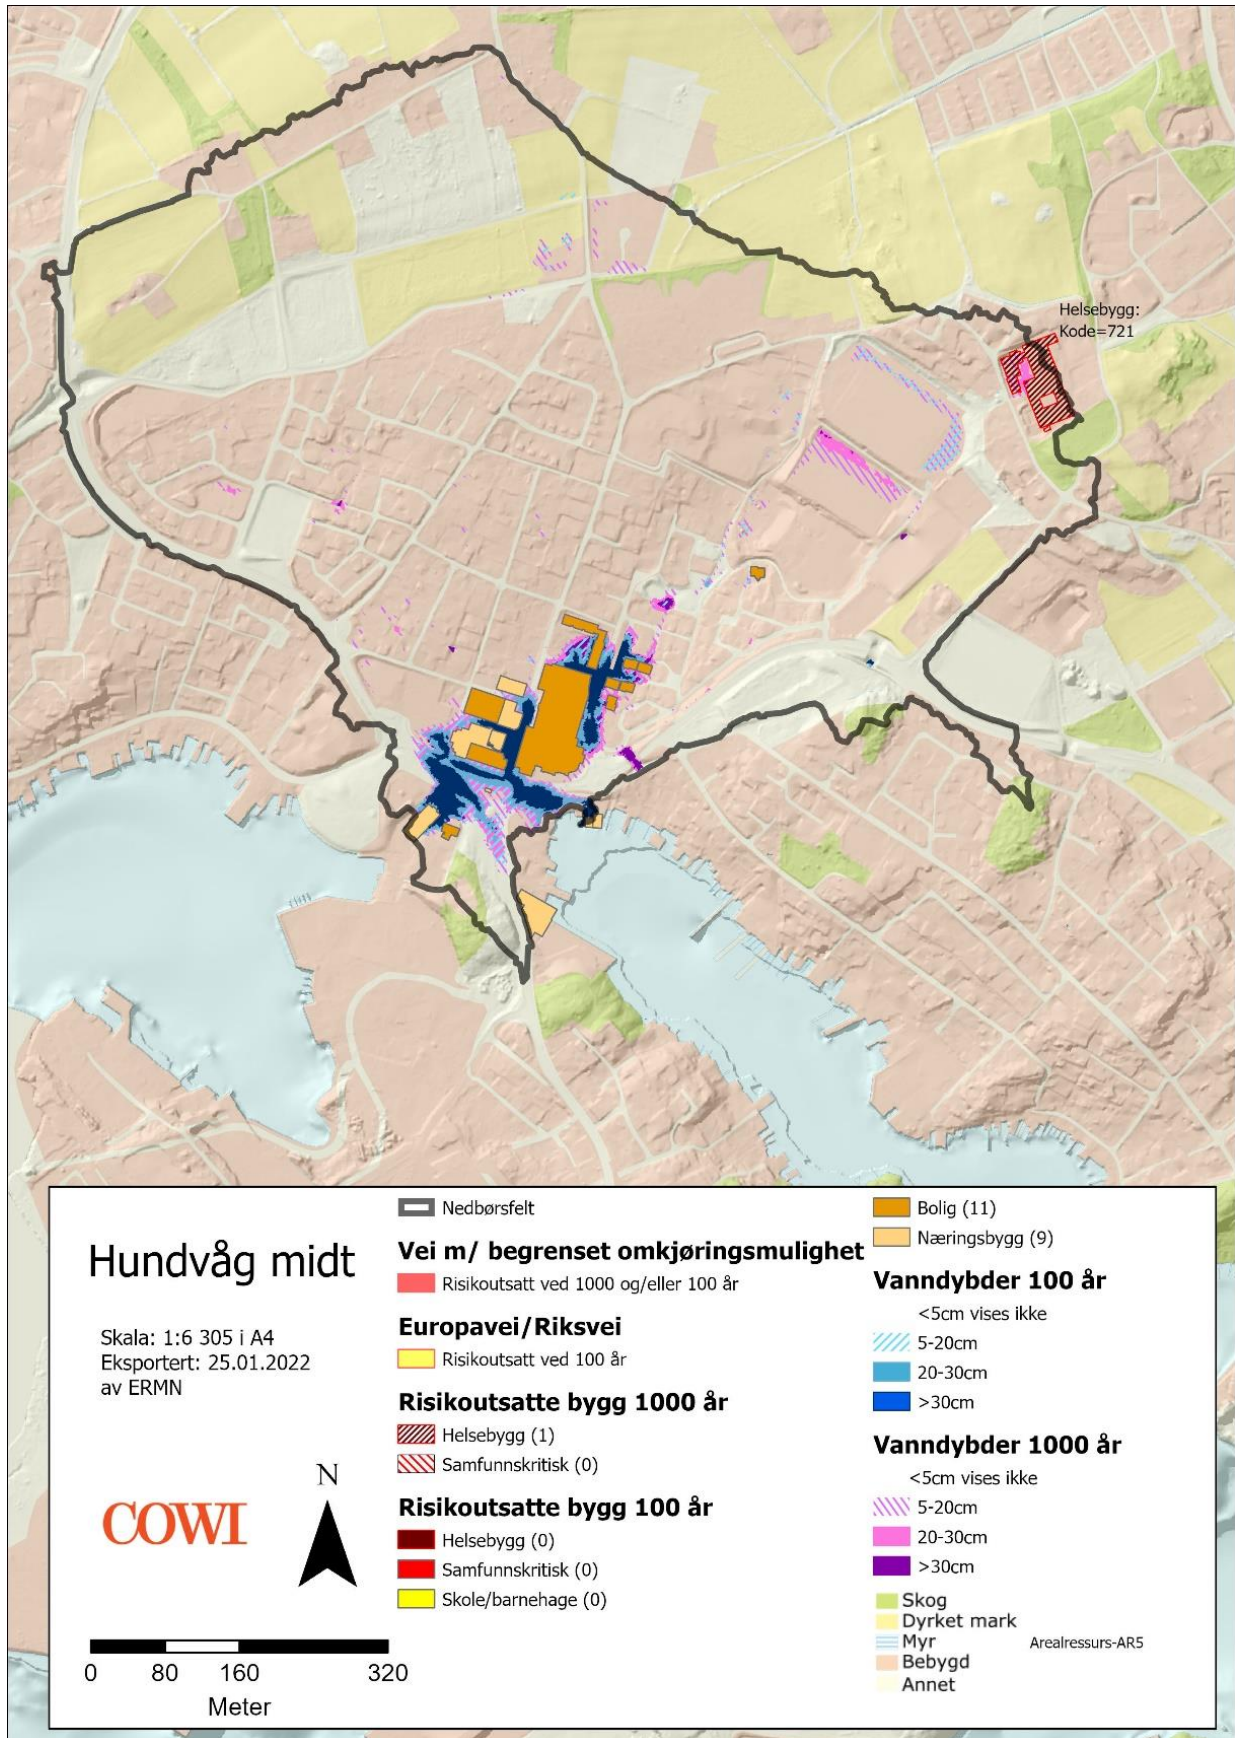 Helsebygg:
Kode=721
Hundvåg midt
Skala: 1:6 305 i A4
Eksportert: 25.01.2022
av ERMN
COWI
N
0 80 160 320
Meter
Nedbørsfelt
Vei m/ begrenset omkjøringsmulighet
Risikoutsatt ved 1000 og/eller 100 år
Europavei/Riksvei
Risikoutsatt ved 100 år
Risikoutsatte bygg 1000 år
Helsebygg (1)
Samfunnskritisk (0)
Risikoutsatte bygg 100 år
Helsebygg (0)
Samfunnskritisk (0)
Skole/barnehage (0)
Bolig (11)
Næringsbygg (9)
Vanndybder 100 år
<5cm vises ikke
5-20cm
20-30cm
>30cm
Vanndybder 1000 år
<5cm vises ikke
5-20cm
20-30cm
>30cm
Skog
Dyrket mark
Myr
Bebygd
Annet
Arealressurs-AR5